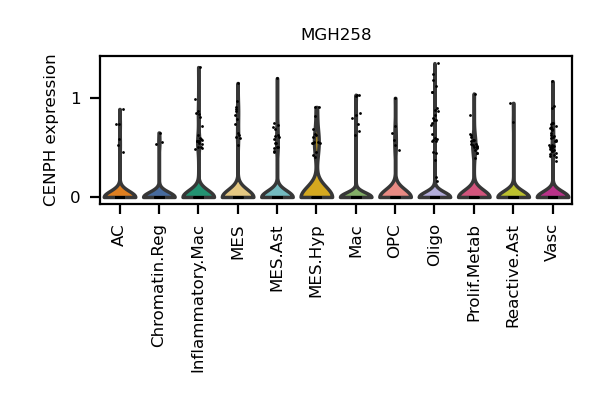 MGH258
CENPH expression
1
0
AC
Chromatin.Reg
Inflammatory.Mac
MES
MES.Ast
MES.Hyp
Mac
OPC
Oligo
Prolif.Metab
Reactive.Ast
Vasc